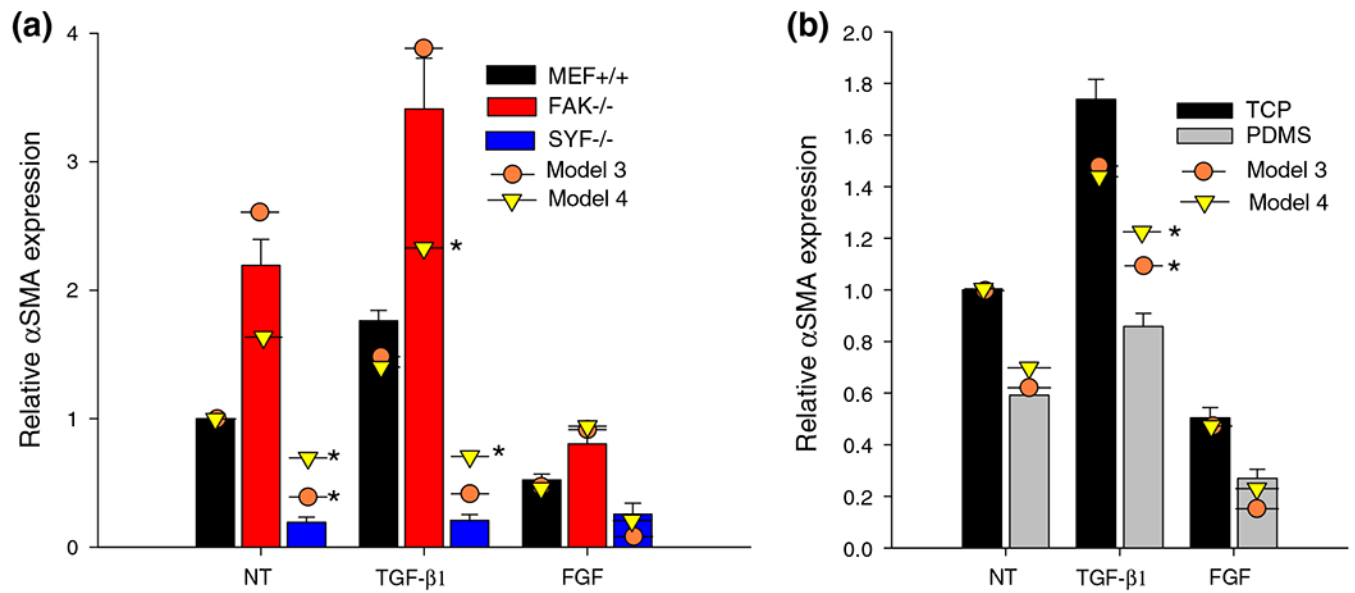 (a)
Relative αSMA expression
4
3
2
1
0
MEF+/+
FAK-/-
SYF-/-
Model 3
Model 4
*
*
*
*
NT
TGF-β1
FGF
(b)
Relative αSMA expression
2.0
1.8
1.6
1.4
1.2
1.0
0.8
0.6
0.4
0.2
0.0
TCP
PDMS
Model 3
Model 4
*
*
NT
TGF-β1
FGF